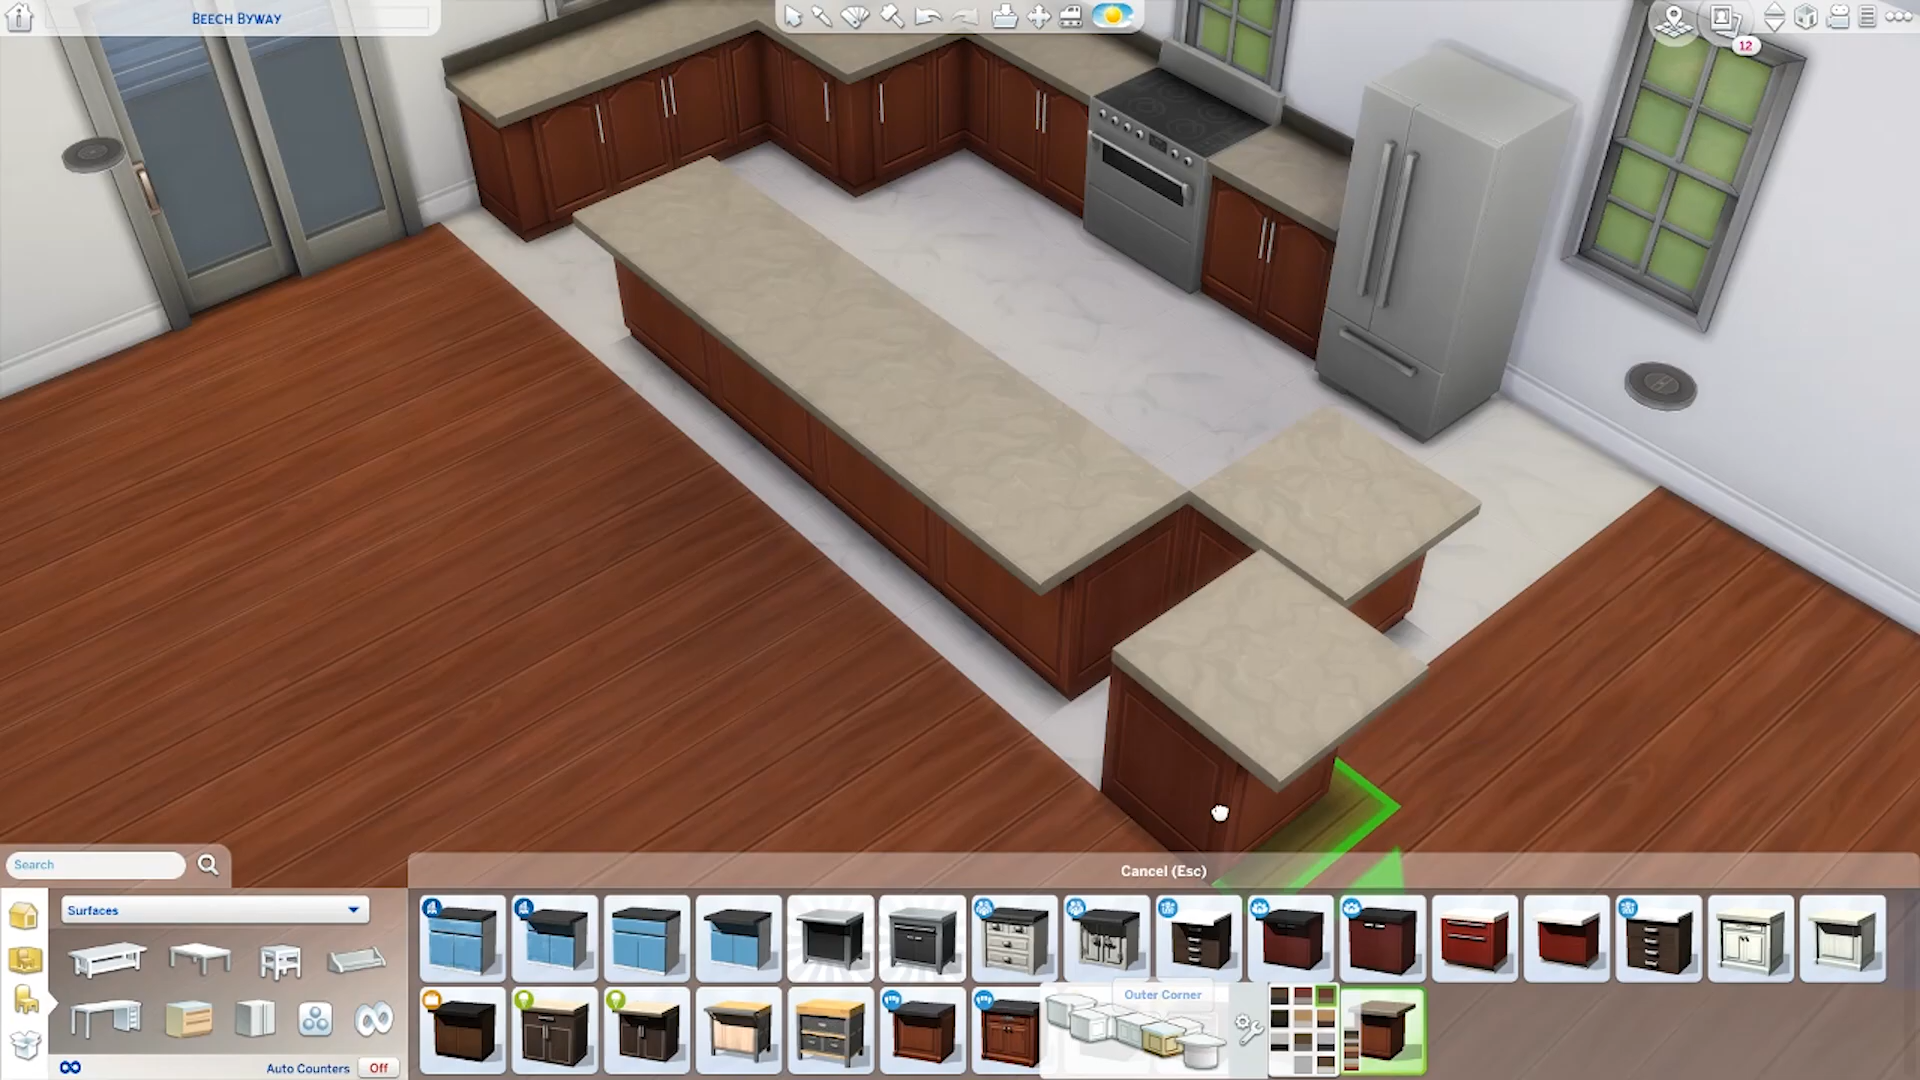 BEECH BYWAY
12
Search
Cancel (Esc)
Surfaces
Outer Corner
Auto Counters Off